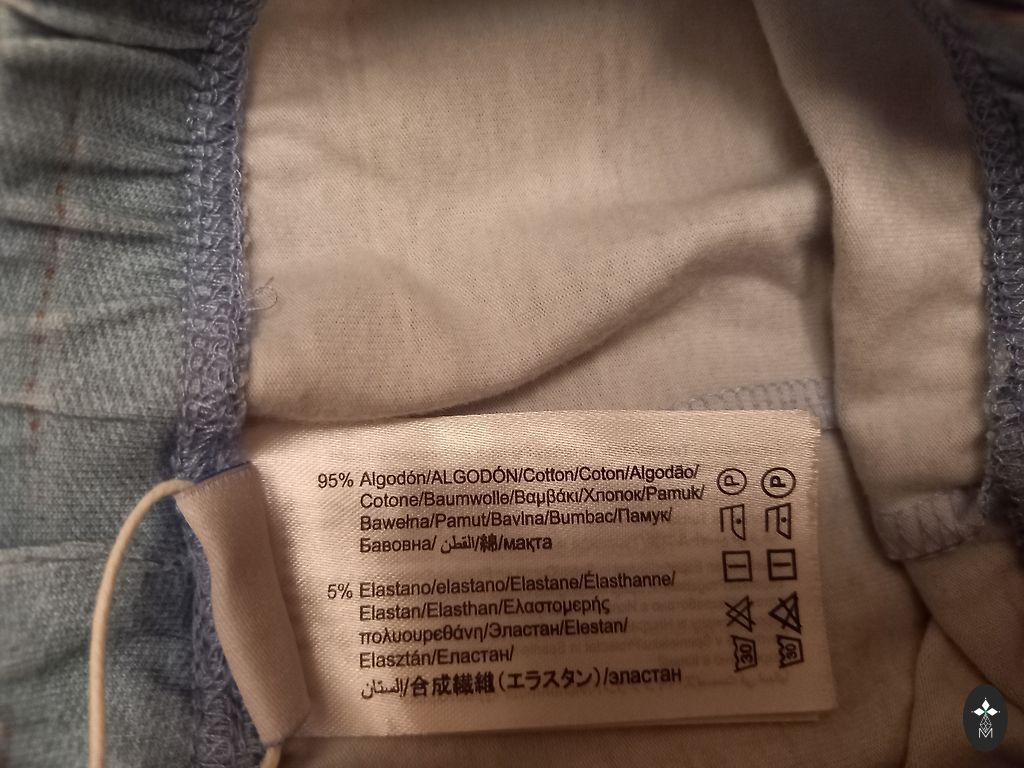 95% Algodón/ALGODÓN/Cotton/Coton/Algodão/
Cotone/Baumwolle/Βαμβάκι/Хлопок/Pamuk/
Bawełna/Pamut/Bavlna/Bumbac/Памук/
Бавовна/القطن/綿/мақта
5% Elastano/elastano/Elastane/Élasthanne/
Elastan/Elasthan/Ελαστομερής
πολυουρεθάνη/Эластан/Elestan/
Elasztán/Еластан/
الستان/合成繊維(エラスタン)/эластан
P P
30 30
M